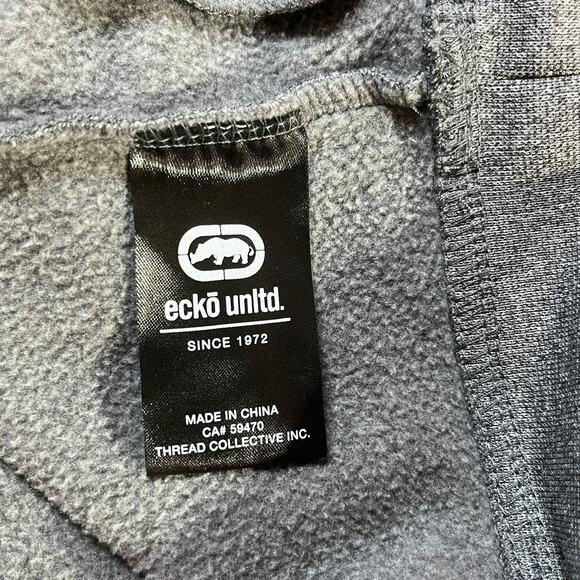 eckō unltd.
SINCE 1972
MADE IN CHINA
CA# 59470
THREAD COLLECTIVE INC.